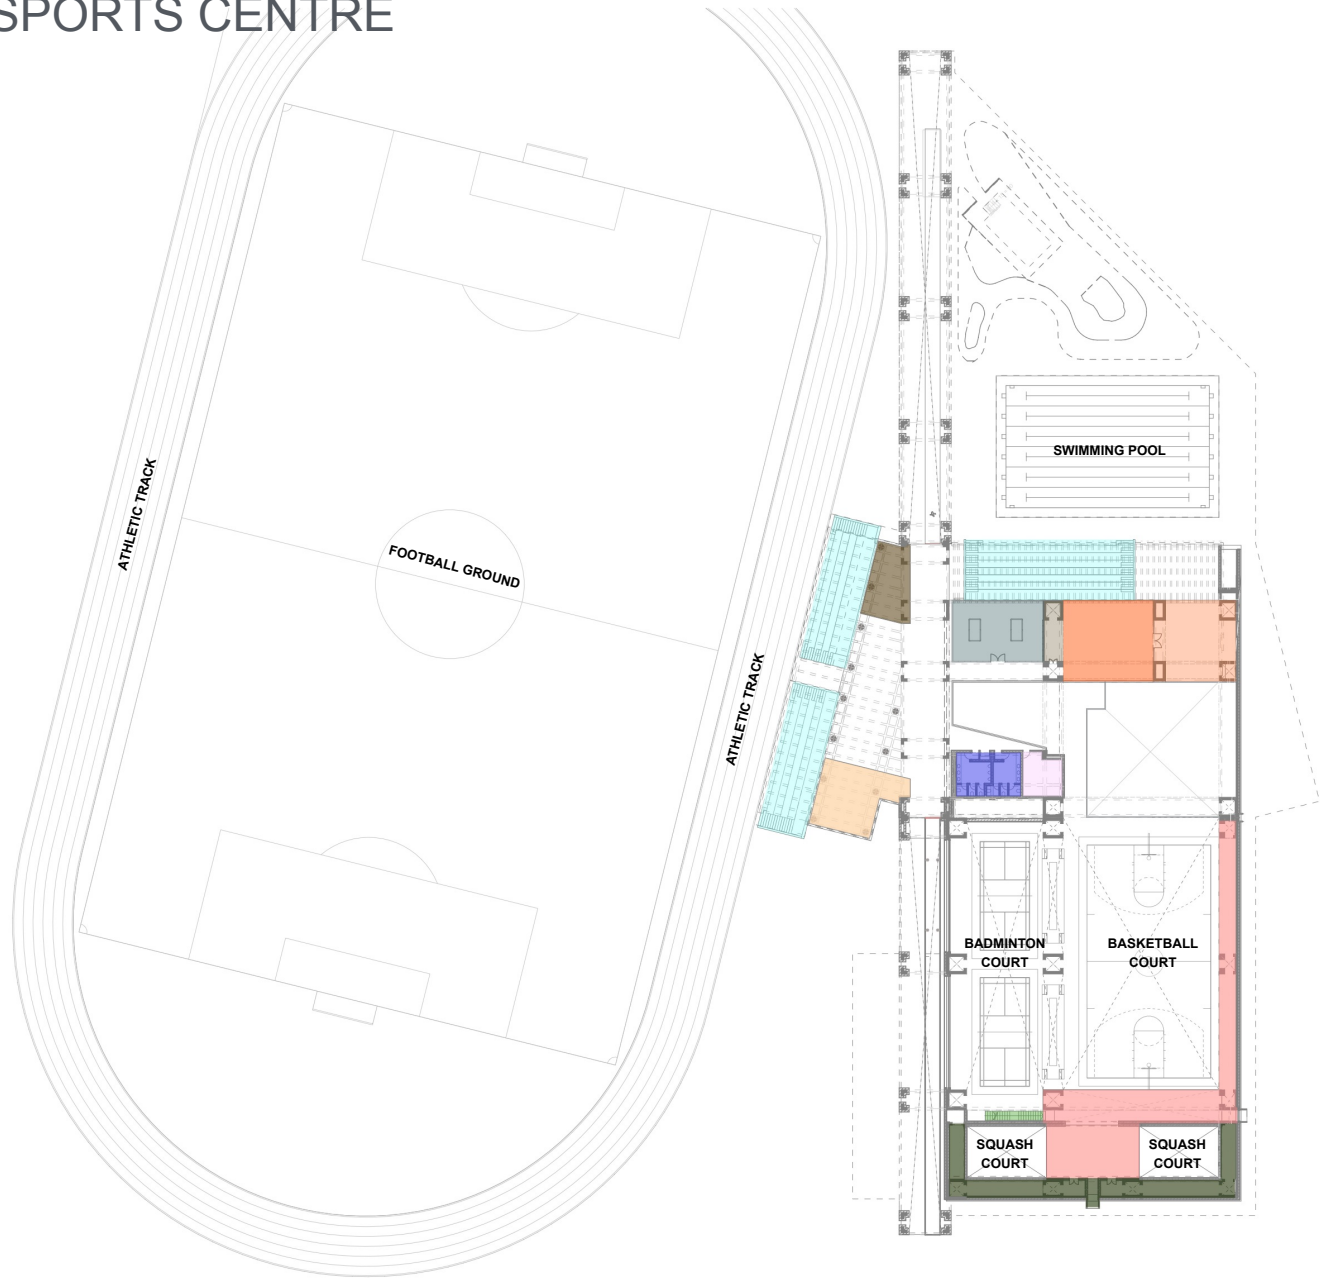 SPORTS CENTRE
SWIMMING POOL
ATHLETIC TRACK
FOOTBALL GROUND
ATHLETIC TRACK
BADMINTON
COURT
BASKETBALL
COURT
SQUASH
COURT
SQUASH
COURT